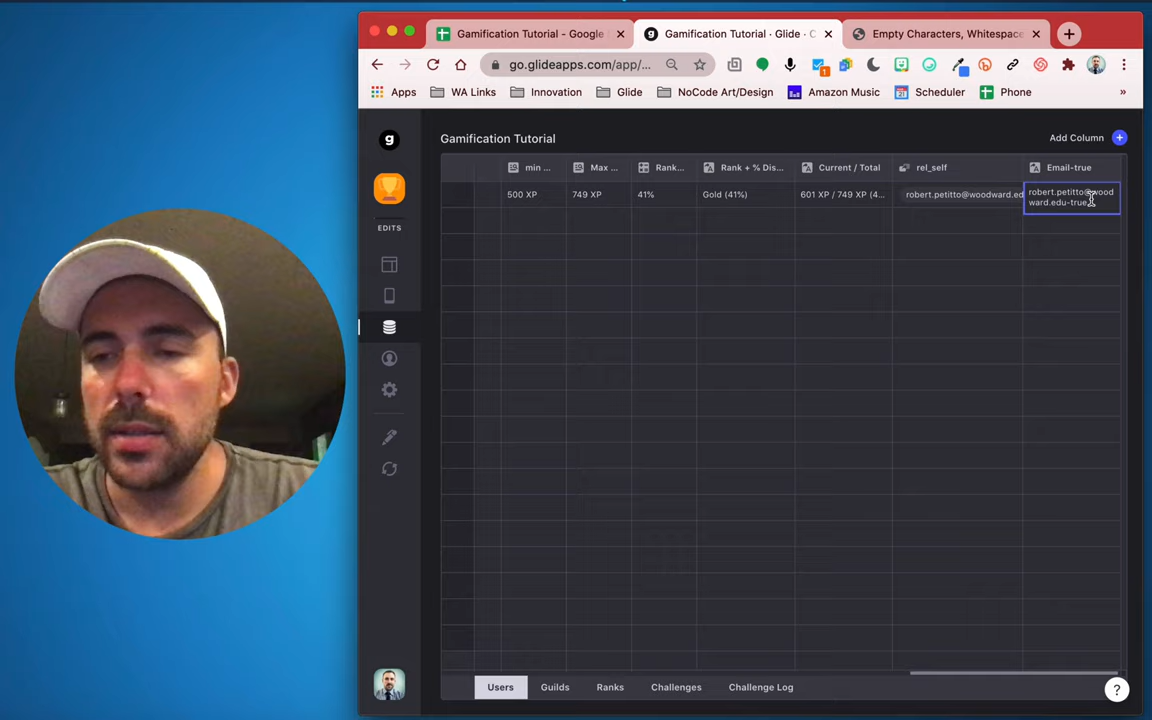 Gamification Tutorial - Google
Gamification Tutorial · Glide · C
Empty Characters, Whitespace
go.glideapps.com/app/...
1
Apps
WA Links
Innovation
Glide
NoCode Art/Design
Amazon Music
31
Scheduler
Phone
»
g
Gamification Tutorial
Add Column
min ...
Max ...
Rank...
Rank + % Dis...
Current / Total
rel_self
Email-true
500 XP
749 XP
41%
Gold (41%)
601 XP / 749 XP (4...
robert.petitto@woodward.ed
robert.petitto@wood
ward.edu-true
EDITS
Users
Guilds
Ranks
Challenges
Challenge Log
?